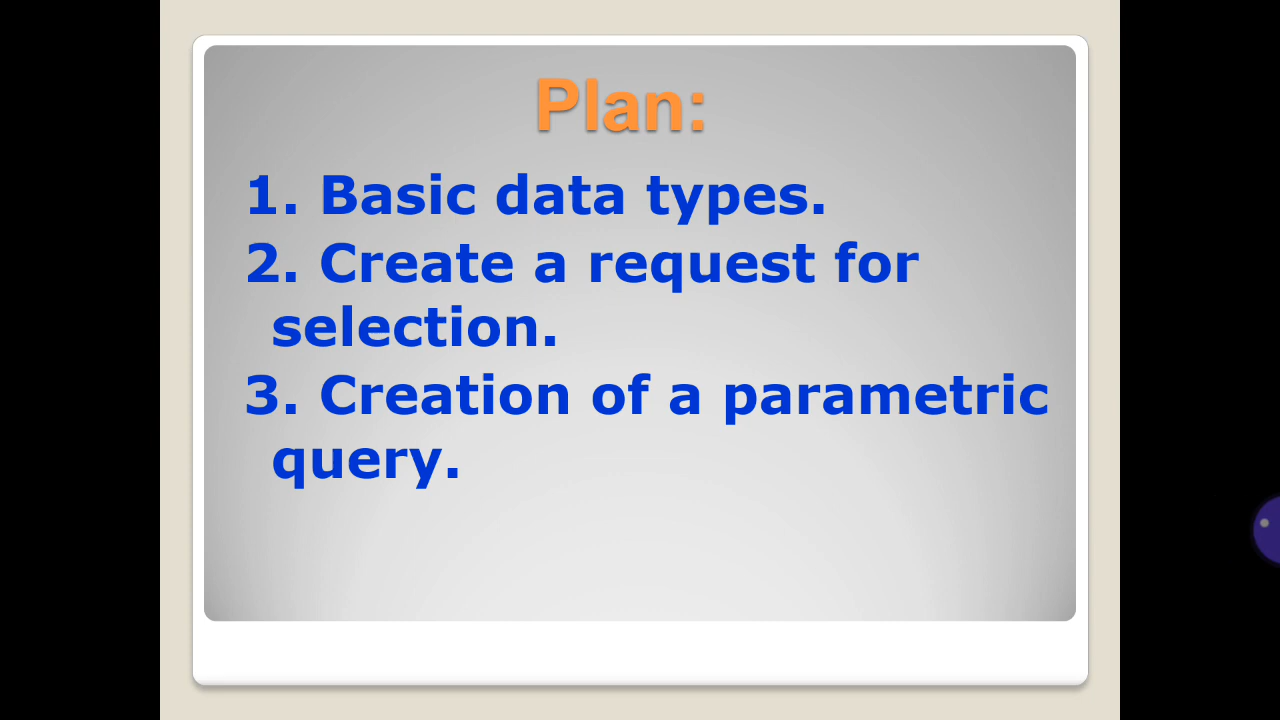 Plan:
1. Basic data types.
2. Create a request for
selection.
3. Creation of a parametric
query.